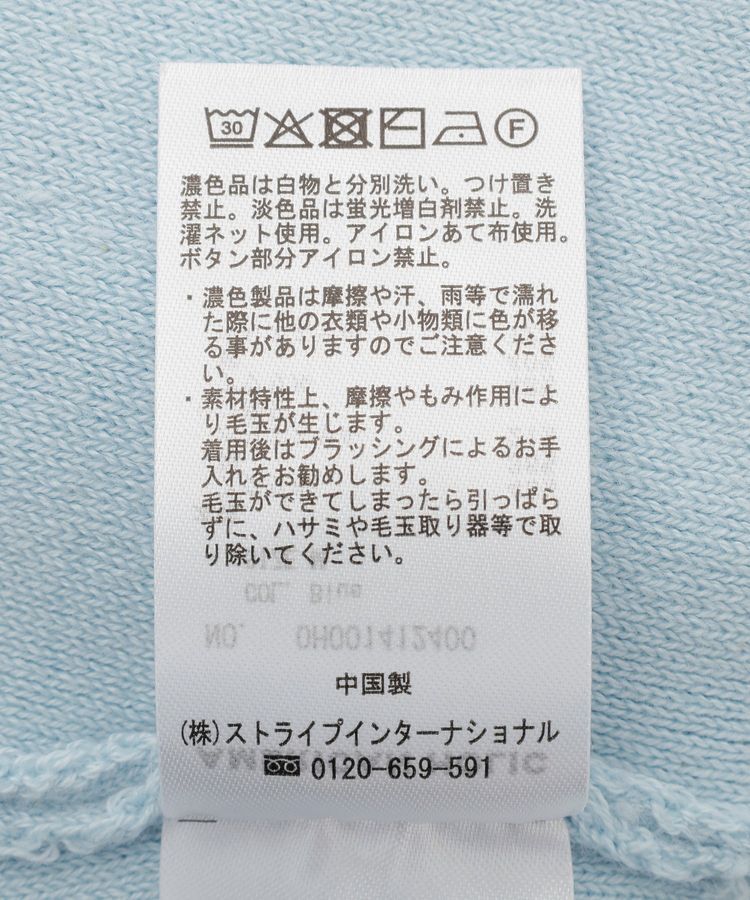 30 F
濃色品は白物と分別洗い。つけ置き
禁止。淡色品は蛍光増白剤禁止。洗
濯ネット使用。アイロンあて布使用。
ボタン部分アイロン禁止。
・濃色製品は摩擦や汗、雨等で濡れ
た際に他の衣類や小物類に色が移
る事がありますのでご注意くださ
い。
・素材特性上、摩擦やもみ作用によ
り毛玉が生じます。
着用後はブラッシングによるお手
入れをお勧めします。
毛玉ができてしまったら引っぱら
ずに、ハサミや毛玉取り器等で取
り除いてください。
COL. Blue
NO. 0H001412400
中国製
(株)ストライプインターナショナル
0120-659-591